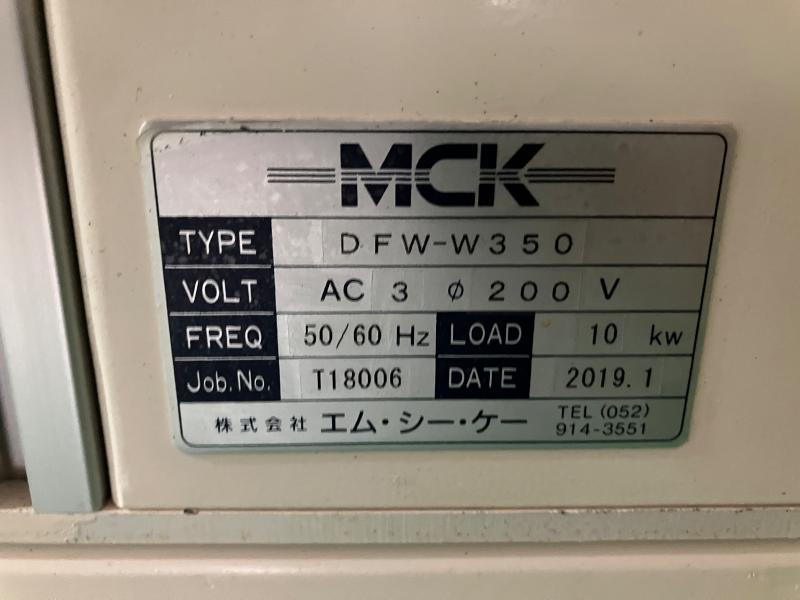 MCK
TYPE DFW-W350
VOLT AC 3 φ 200 V
FREQ 50/60 Hz LOAD 10 kw
Job.No. T18006 DATE 2019.1
株式会社 エム・シー・ケー TEL (052)
914-3551